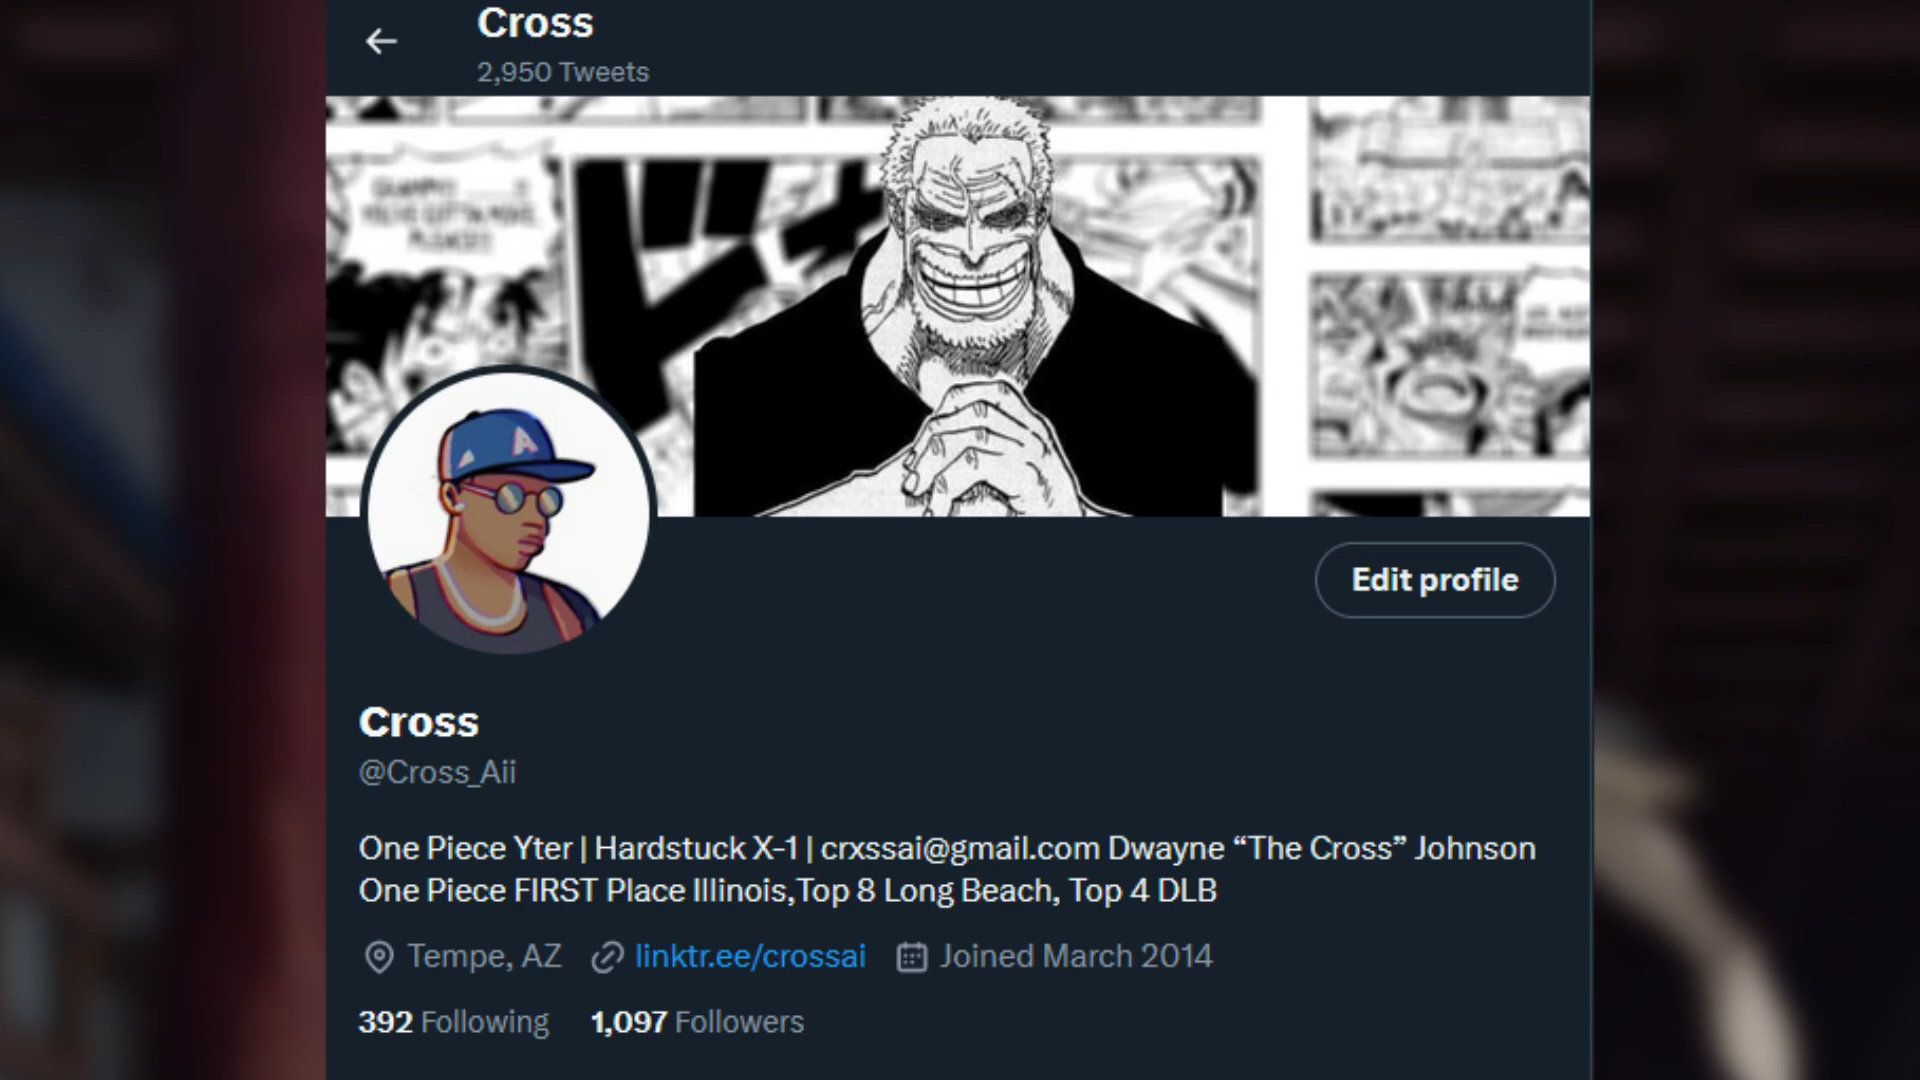 Cross
2,950 Tweets
A
Edit profile
Cross
@Cross_Aii
One Piece Yter | Hardstuck X-1 | crxssai@gmail.com Dwayne “The Cross” Johnson
One Piece FIRST Place Illinois,Top 8 Long Beach, Top 4 DLB
Tempe, AZ linktr.ee/crossai Joined March 2014
392 Following 1,097 Followers